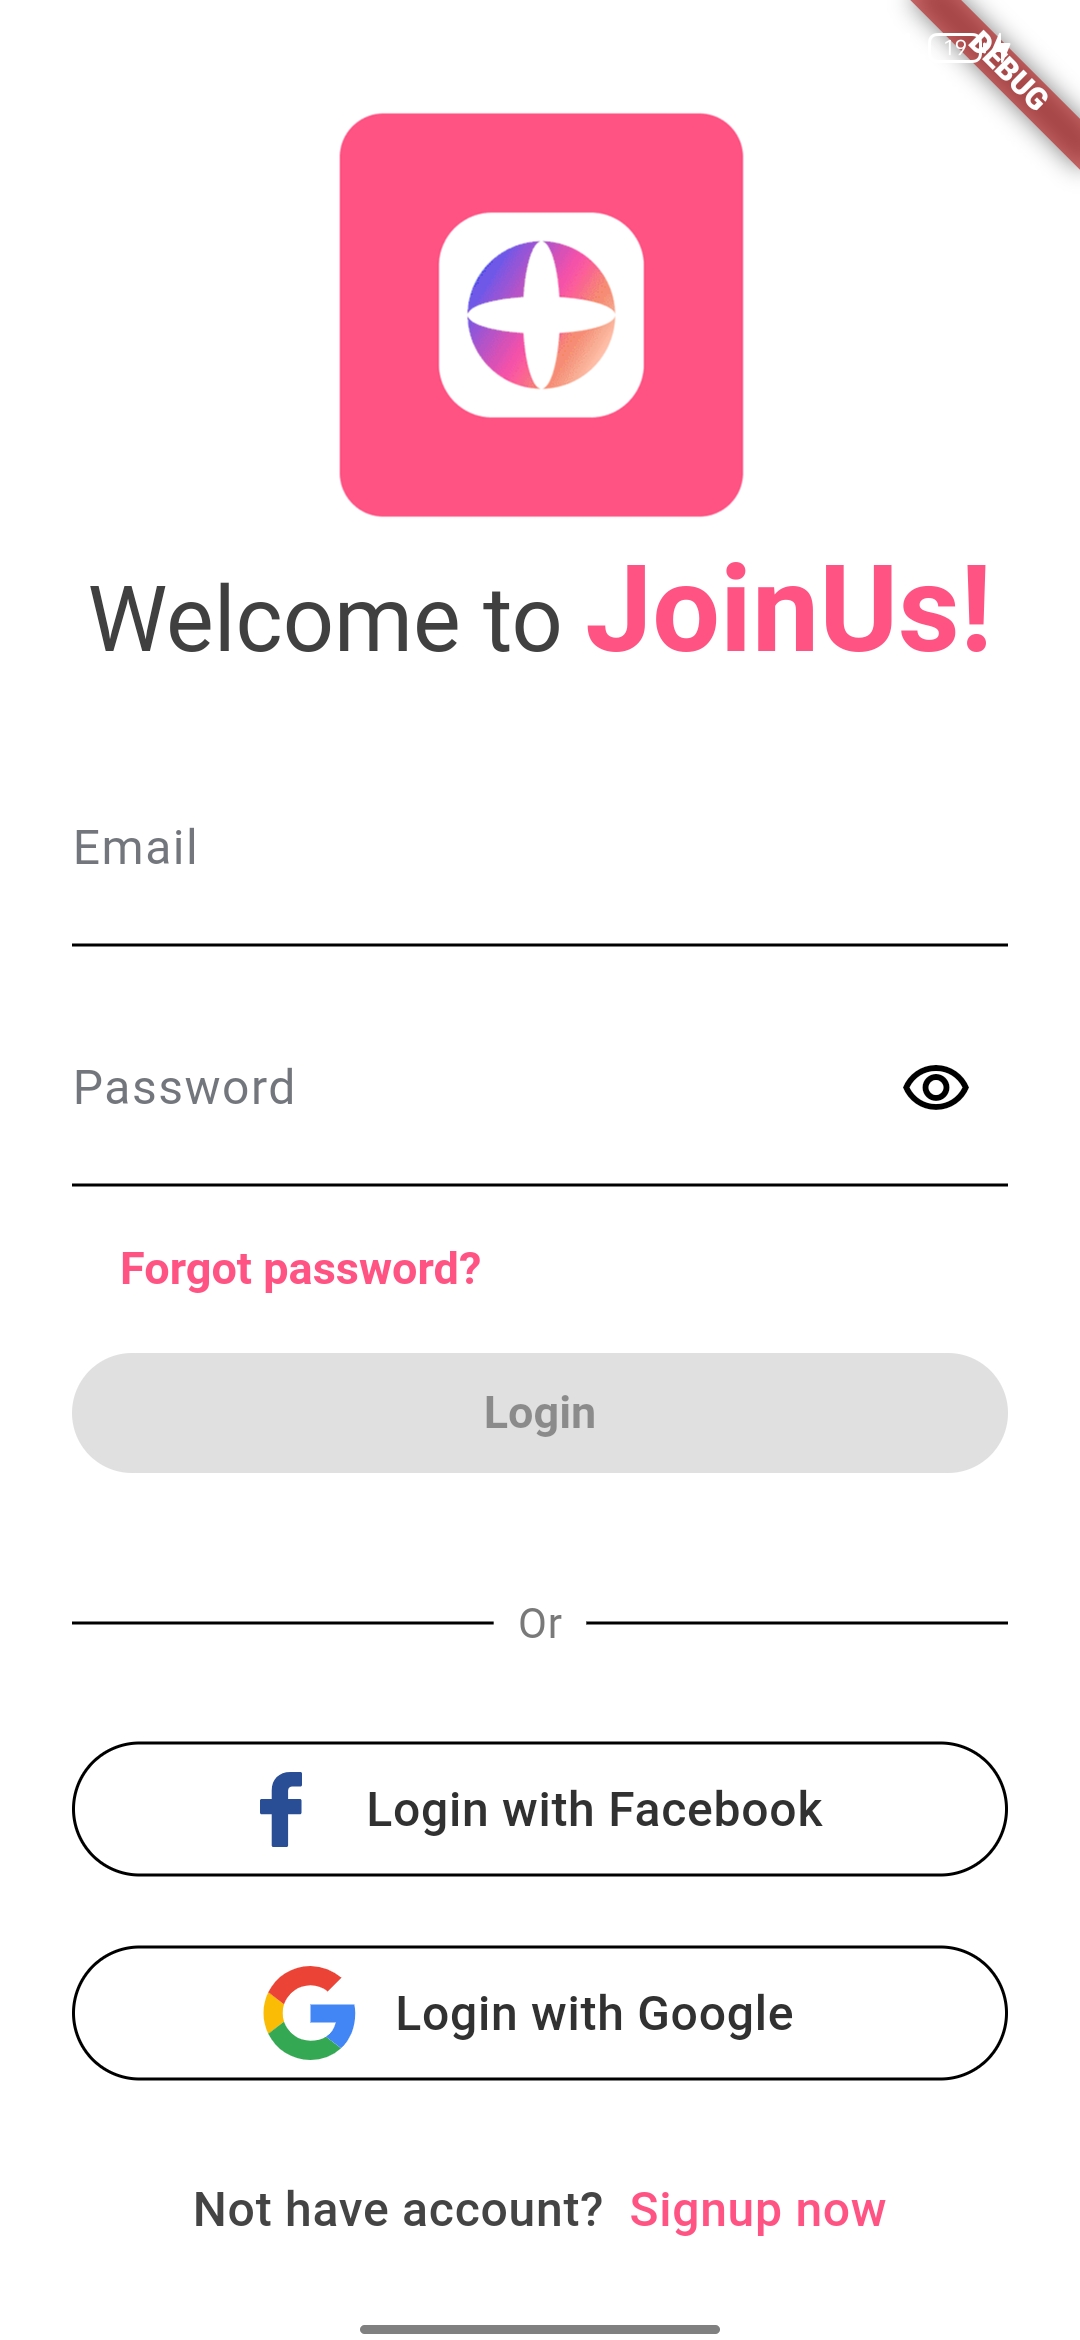 19
DEBUG
Welcome to JoinUs!
Email
Password
Forgot password?
Login
Or
Login with Facebook
Login with Google
Not have account? Signup now